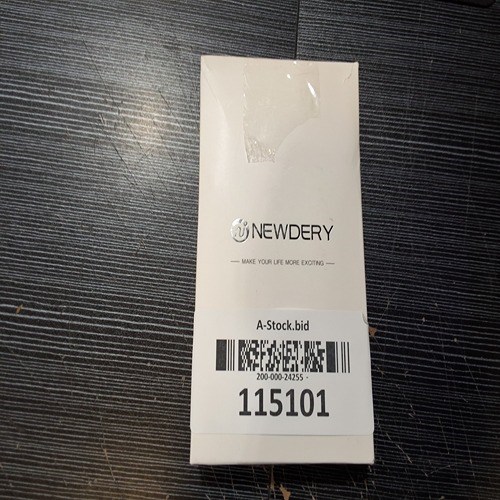 NEWDERY
MAKE YOUR LIFE MORE EXCITING
A-Stock.bid
200-000-24255 -
115101